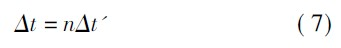 Δt = nΔt´ (7)